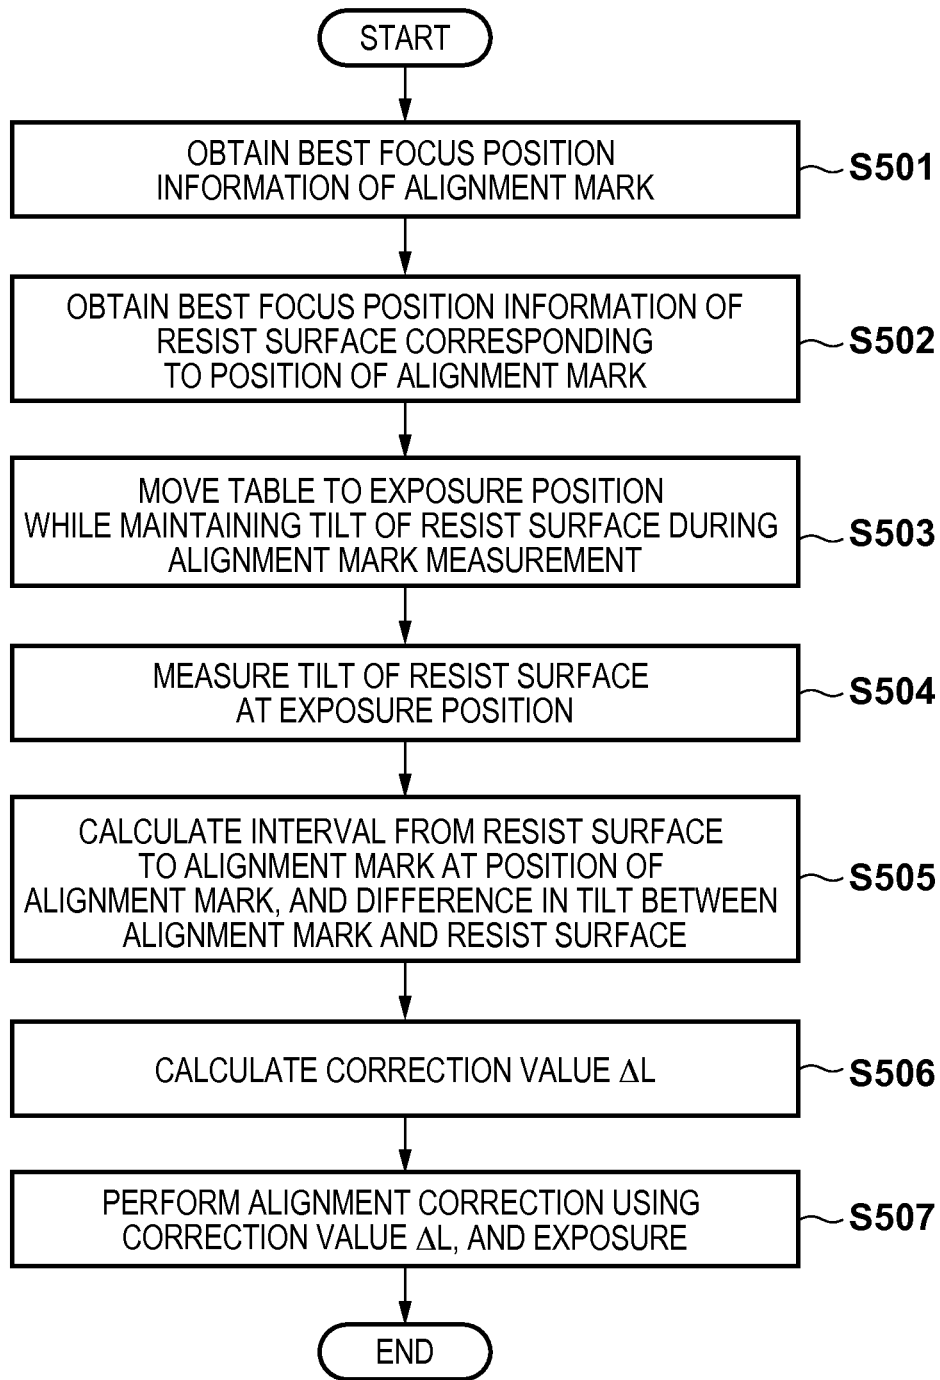 START
OBTAIN BEST FOCUS POSITION
INFORMATION OF ALIGNMENT MARK
S501
OBTAIN BEST FOCUS POSITION INFORMATION OF
RESIST SURFACE CORRESPONDING
TO POSITION OF ALIGNMENT MARK
S502
MOVE TABLE TO EXPOSURE POSITION
WHILE MAINTAINING TILT OF RESIST SURFACE DURING
ALIGNMENT MARK MEASUREMENT
S503
MEASURE TILT OF RESIST SURFACE
AT EXPOSURE POSITION
S504
CALCULATE INTERVAL FROM RESIST SURFACE
TO ALIGNMENT MARK AT POSITION OF
ALIGNMENT MARK, AND DIFFERENCE IN TILT BETWEEN
ALIGNMENT MARK AND RESIST SURFACE
S505
CALCULATE CORRECTION VALUE ΔL
S506
PERFORM ALIGNMENT CORRECTION USING
CORRECTION VALUE ΔL, AND EXPOSURE
S507
END